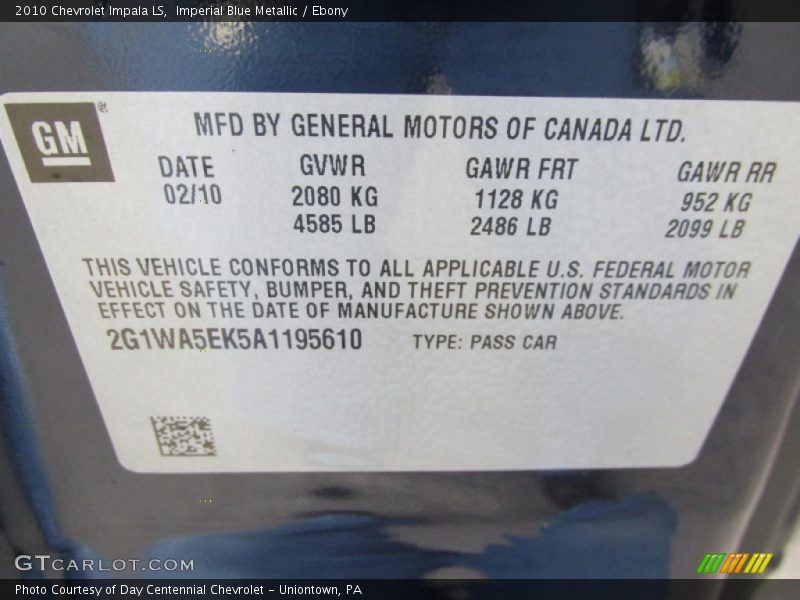 2010 Chevrolet Impala LS, Imperial Blue Metallic / Ebony
GM®
MFD BY GENERAL MOTORS OF CANADA LTD.
DATE GVWR GAWR FRT GAWR RR
02/10 2080 KG 1128 KG 952 KG
4585 LB 2486 LB 2099 LB
THIS VEHICLE CONFORMS TO ALL APPLICABLE U.S. FEDERAL MOTOR
VEHICLE SAFETY, BUMPER, AND THEFT PREVENTION STANDARDS IN
EFFECT ON THE DATE OF MANUFACTURE SHOWN ABOVE.
2G1WA5EK5A1195610 TYPE: PASS CAR
GTCARLOT.COM
Photo Courtesy of Day Centennial Chevrolet - Uniontown, PA